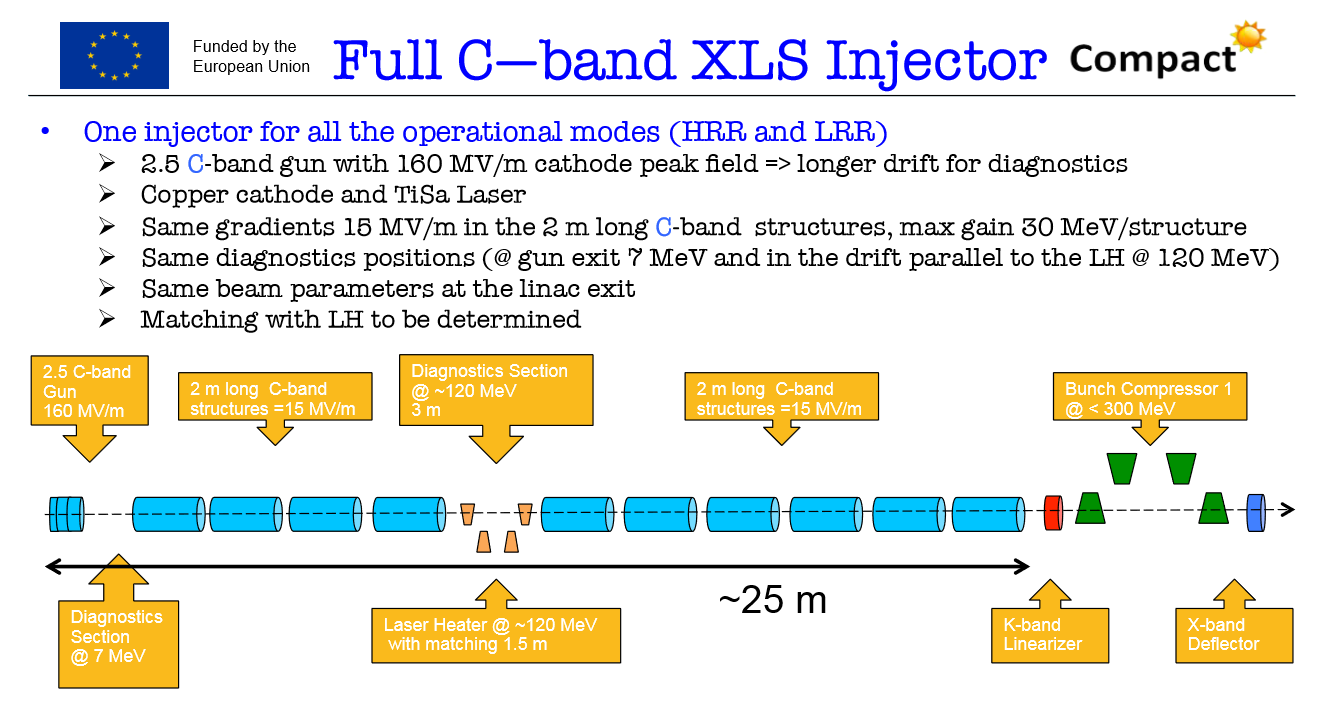 Funded by the
European Union
Full C—band XLS Injector
Compact
• One injector for all the operational modes (HRR and LRR)
➢ 2.5 C-band gun with 160 MV/m cathode peak field => longer drift for diagnostics
➢ Copper cathode and TiSa Laser
➢ Same gradients 15 MV/m in the 2 m long C-band structures, max gain 30 MeV/structure
➢ Same diagnostics positions (@ gun exit 7 MeV and in the drift parallel to the LH @ 120 MeV)
➢ Same beam parameters at the linac exit
➢ Matching with LH to be determined
2.5 C-band
Gun
160 MV/m
2 m long C-band
structures =15 MV/m
Diagnostics Section
@ ~120 MeV
3 m
2 m long C-band
structures =15 MV/m
Bunch Compressor 1
@ < 300 MeV
~25 m
Diagnostics
Section
@ 7 MeV
Laser Heater @ ~120 MeV
with matching 1.5 m
K-band
Linearizer
X-band
Deflector